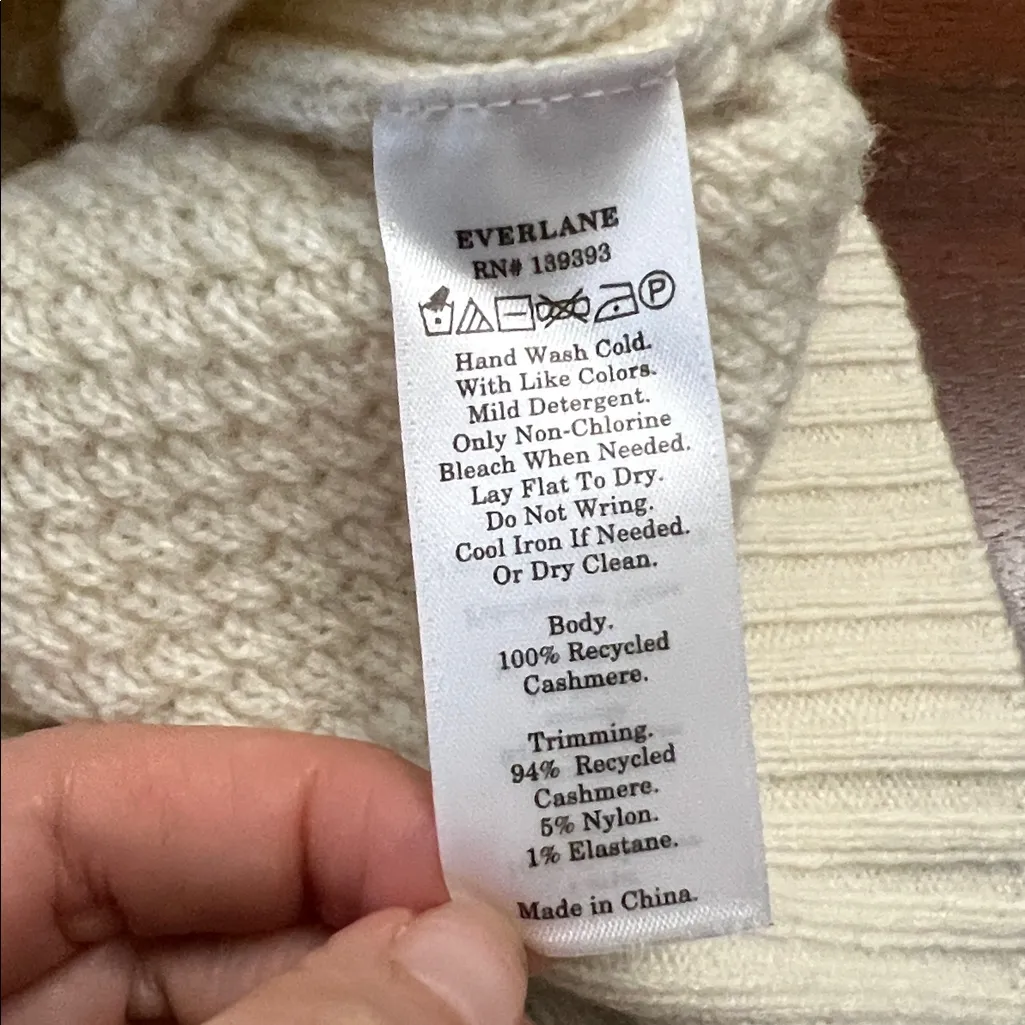 EVERLANE
RN# 139393
P
Hand Wash Cold.
With Like Colors.
Mild Detergent.
Only Non-Chlorine
Bleach When Needed.
Lay Flat To Dry.
Do Not Wring.
Cool Iron If Needed.
Or Dry Clean.
Body.
100% Recycled
Cashmere.
Trimming.
94% Recycled
Cashmere.
5% Nylon.
1% Elastane.
Made in China.